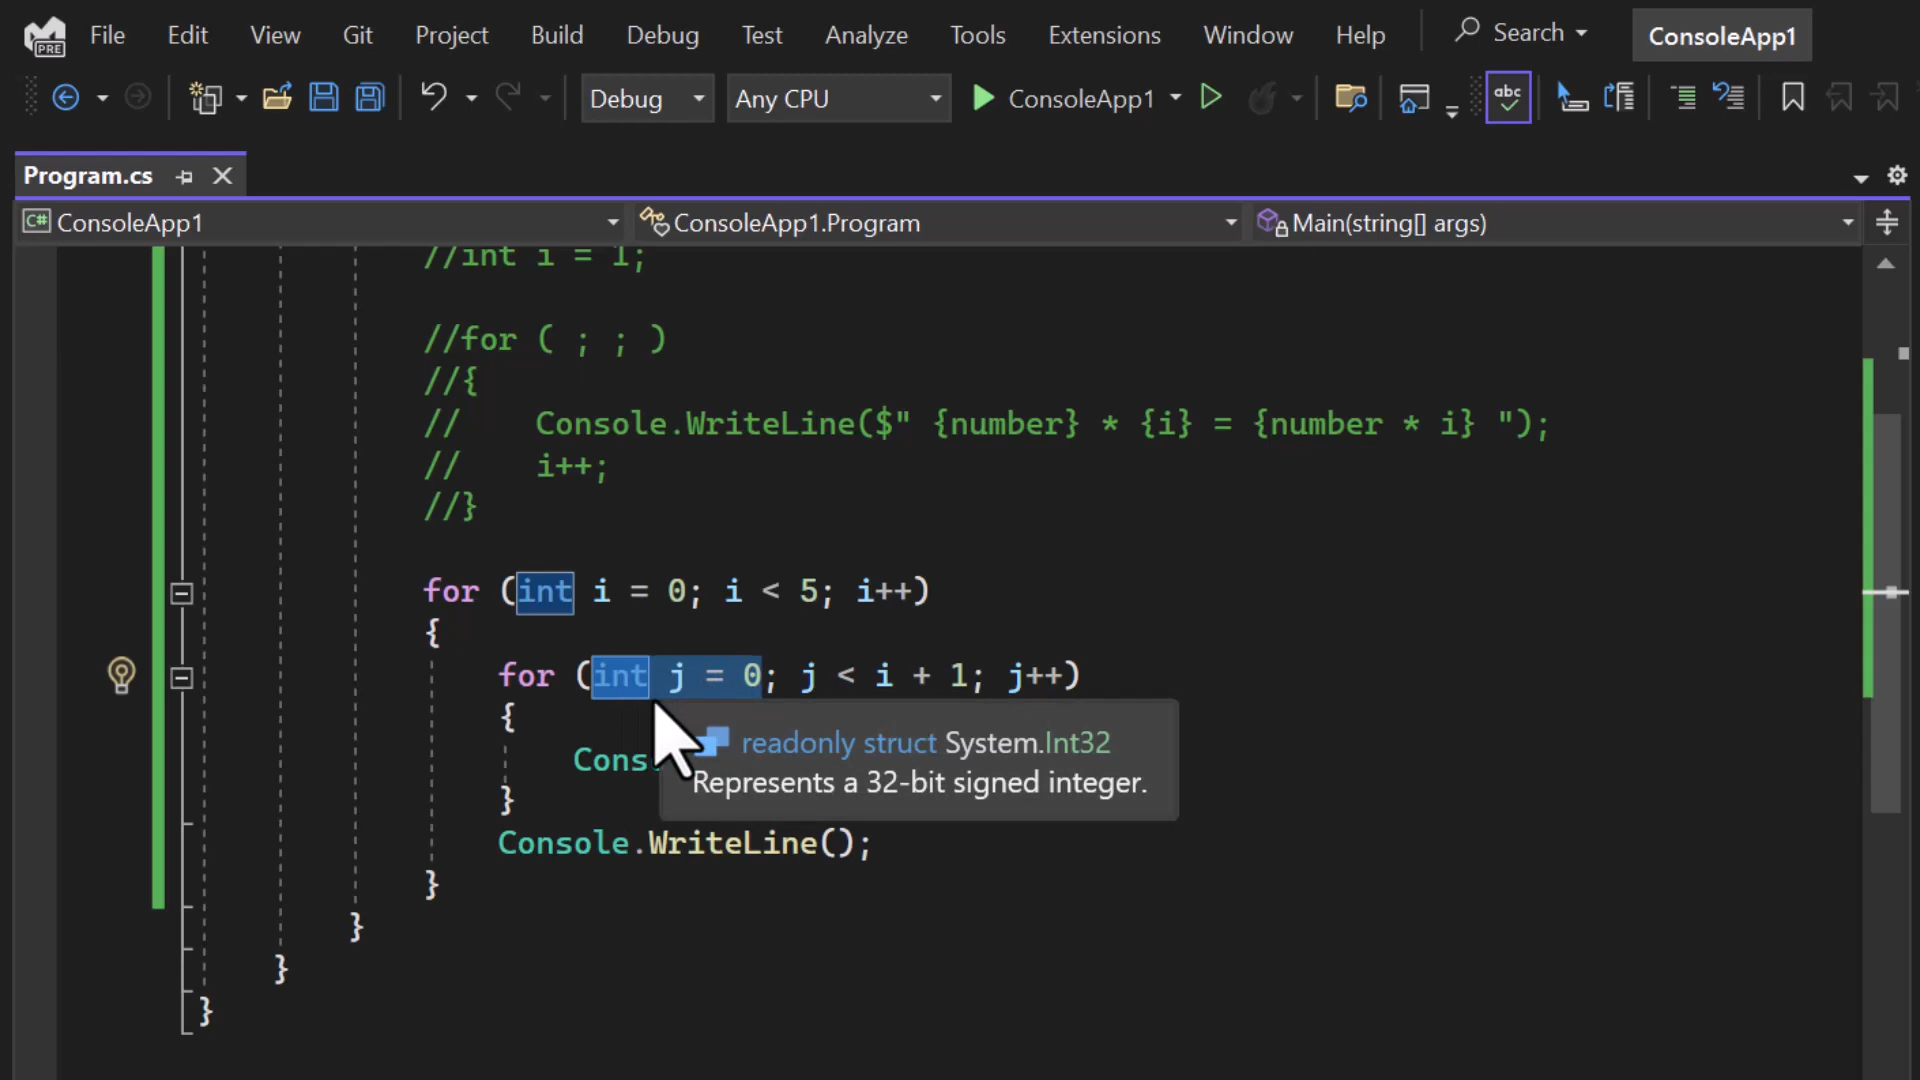 PRE File Edit View Git Project Build Debug Test Analyze Tools Extensions Window Help Search ConsoleApp1
Debug Any CPU ConsoleApp1 abc
Program.cs
C# ConsoleApp1 ConsoleApp1.Program Main(string[] args)
//int i = 1;
//for ( ; ; )
//{
//    Console.WriteLine($" {number} * {i} = {number * i} ");
//    i++;
//}
for (int i = 0; i < 5; i++)
{
for (int j = 0; j < i + 1; j++)
{
readonly struct System.Int32
Cons
Represents a 32-bit signed integer.
}
Console.WriteLine();
}
}
}
}